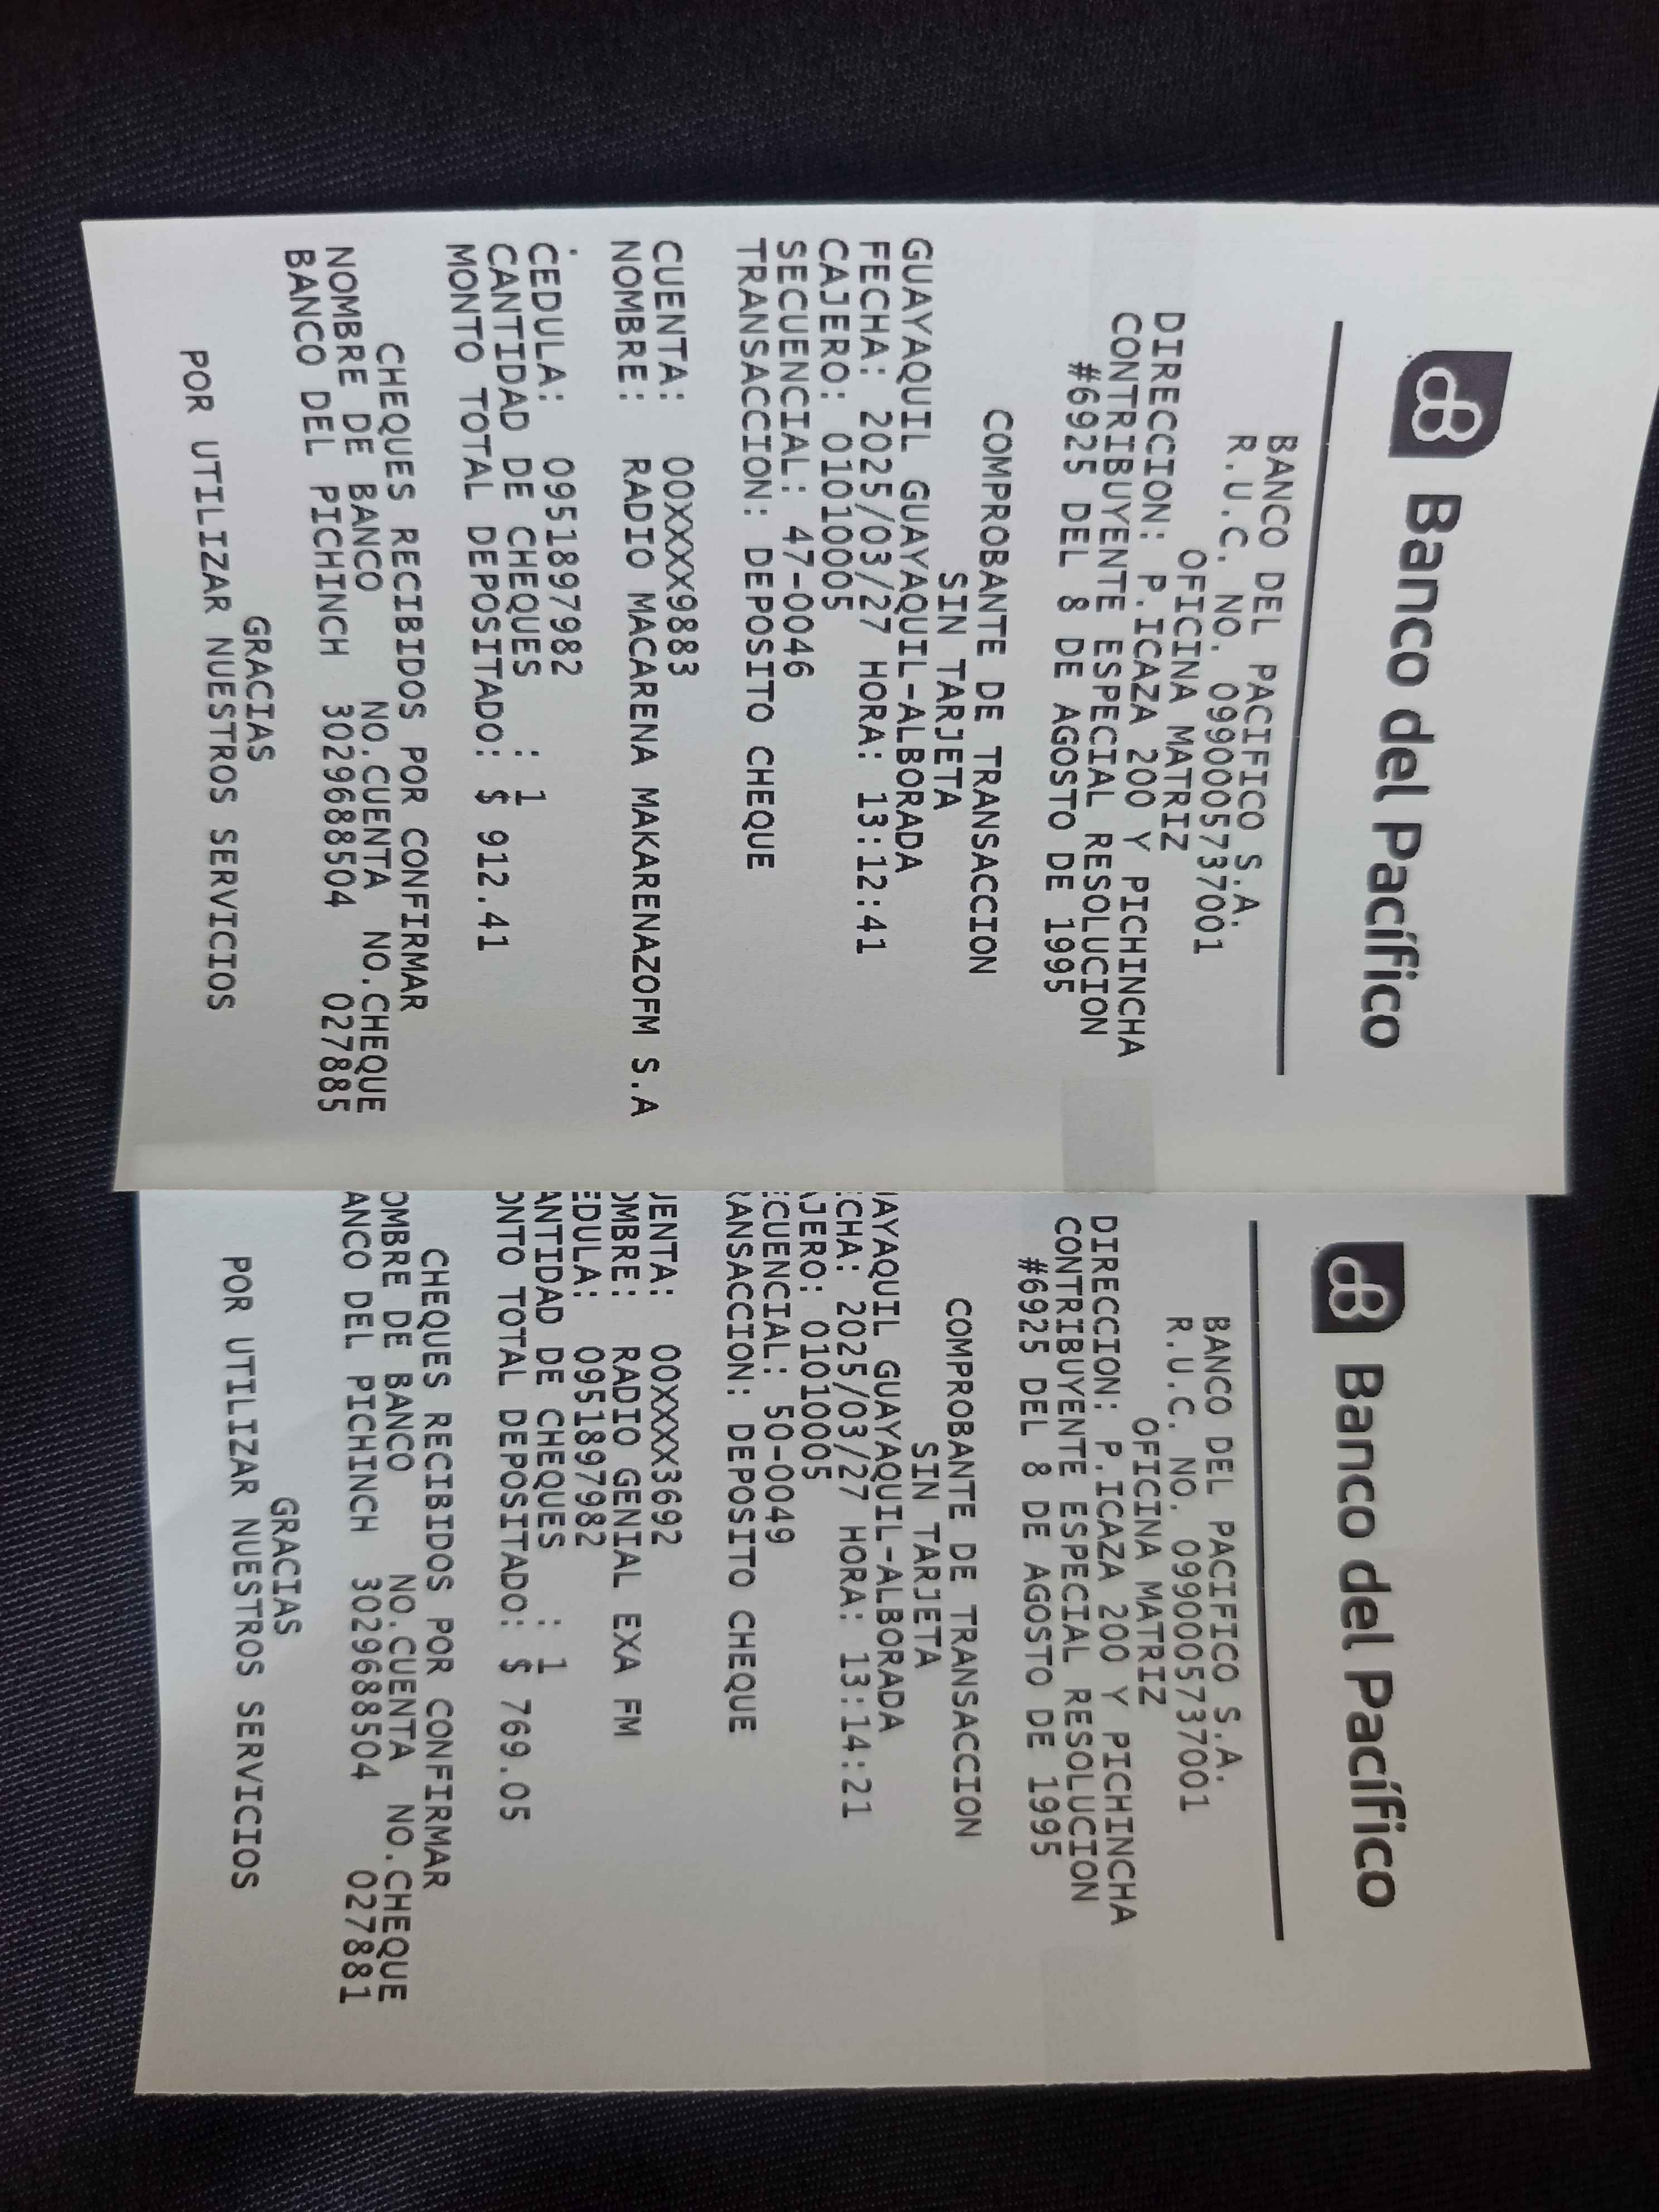 Banco del Pacífico
BANCO DEL PACIFICO S.A.
R.U.C. NO. 0990005737001
OFICINA MATRIZ
DIRECCION: P.ICAZA 200 Y PICHINCHA
CONTRIBUYENTE ESPECIAL RESOLUCION
#6925 DEL 8 DE AGOSTO DE 1995
COMPROBANTE DE TRANSACCION
SIN TARJETA
GUAYAQUIL GUAYAQUIL-ALBORADA
FECHA: 2025/03/27 HORA: 13:12:41
CAJERO: 01010005
SECUENCIAL: 47-0046
TRANSACCION: DEPOSITO CHEQUE
CUENTA: 00XXXX9883
NOMBRE: RADIO MACARENA MAKARENAZOFM S.A
.
CEDULA: 0951897982
CANTIDAD DE CHEQUES : 1
MONTO TOTAL DEPOSITADO: $ 912.41
CHEQUES RECIBIDOS POR CONFIRMAR
NOMBRE DE BANCO NO.CUENTA NO.CHEQUE
BANCO DEL PICHINCH 3029688504 027885
GRACIAS
POR UTILIZAR NUESTROS SERVICIOS
Banco del Pacífico
BANCO DEL PACIFICO S.A.
R.U.C. NO. 0990005737001
OFICINA MATRIZ
DIRECCION: P.ICAZA 200 Y PICHINCHA
CONTRIBUYENTE ESPECIAL RESOLUCION
#6925 DEL 8 DE AGOSTO DE 1995
COMPROBANTE DE TRANSACCION
SIN TARJETA
UAYAQUIL GUAYAQUIL-ALBORADA
CHA: 2025/03/27 HORA: 13:14:21
AJERO: 01010005
ECUENCIAL: 50-0049
RANSACCION: DEPOSITO CHEQUE
UENTA: 00XXXX3692
OMBRE: RADIO GENIAL EXA FM
EDULA: 0951897982
ANTIDAD DE CHEQUES : 1
ONTO TOTAL DEPOSITADO: $ 769.05
CHEQUES RECIBIDOS POR CONFIRMAR
OMBRE DE BANCO NO.CUENTA NO.CHEQUE
ANCO DEL PICHINCH 3029688504 027881
GRACIAS
POR UTILIZAR NUESTROS SERVICIOS